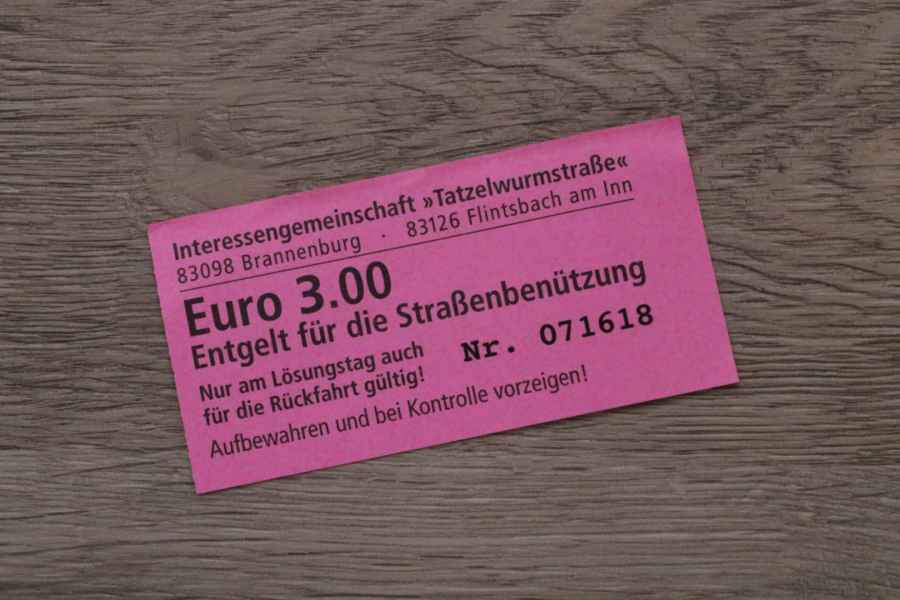 Interessengemeinschaft »Tatzelwurmstraße«
83098 Brannenburg · 83126 Flintsbach am Inn
Euro 3.00
Entgelt für die Straßenbenützung
Nur am Lösungstag auch
für die Rückfahrt gültig!
Nr. 071618
Aufbewahren und bei Kontrolle vorzeigen!